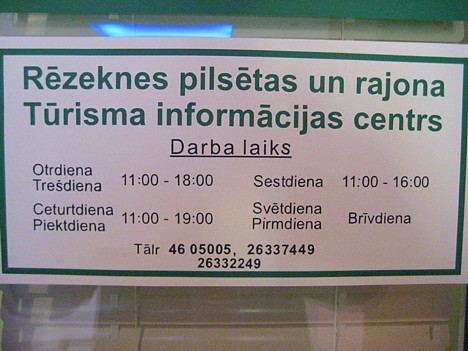 Rēzeknes pilsētas un rajona
Tūrisma informācijas centrs
Darba laiks
Otrdiena
Trešdiena 11:00 - 18:00
Sestdiena 11:00 - 16:00
Ceturtdiena
Piektdiena 11:00 - 19:00
Svētdiena
Pirmdiena Brīvdiena
Tālr 46 05005, 26337449
26332249